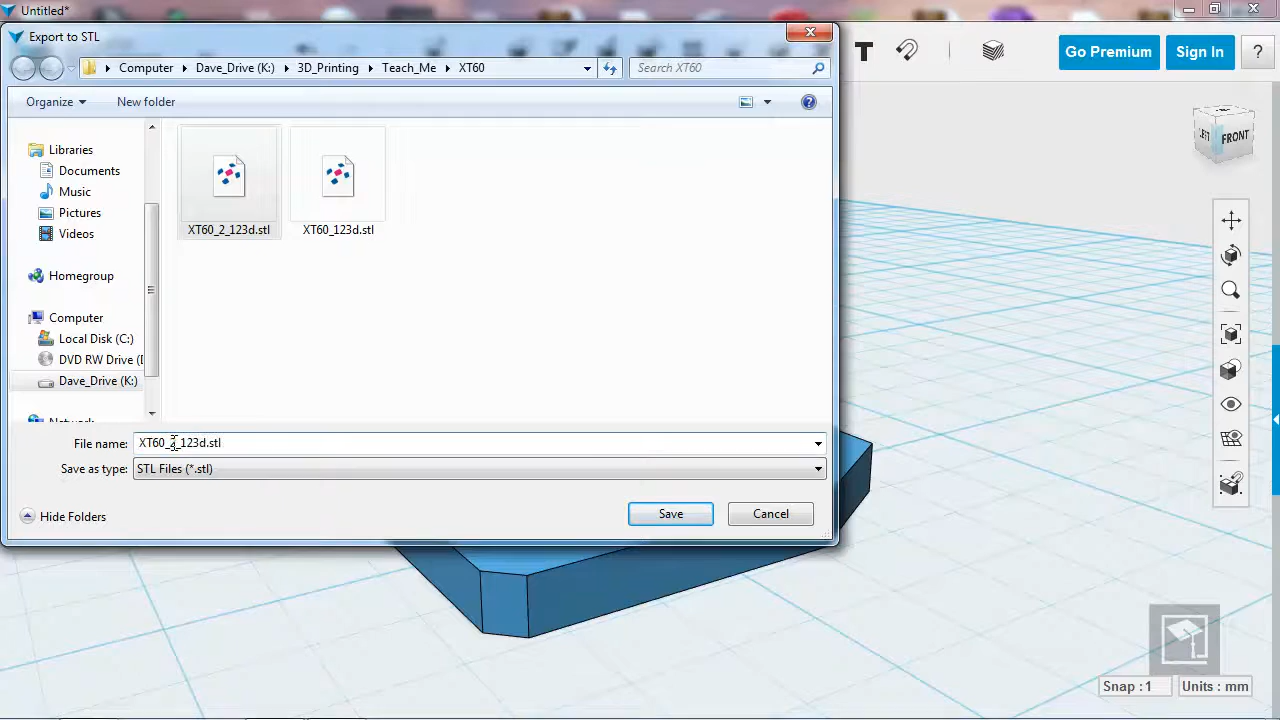 Untitled*
Export to STL
Computer
Dave_Drive (K:)
3D_Printing
Teach_Me
XT60
Search XT60
Go Premium
Sign In
?
Organize
New folder
LEFT
FRONT
Libraries
Documents
Music
Pictures
Videos
Homegroup
Computer
Local Disk (C:)
DVD RW Drive (
Dave_Drive (K:)
Network
XT60_2_123d.stl
XT60_123d.stl
File name:
XT60_2_123d.stl
Save as type:
STL Files (*.stl)
Hide Folders
Save
Cancel
Snap : 1
Units : mm